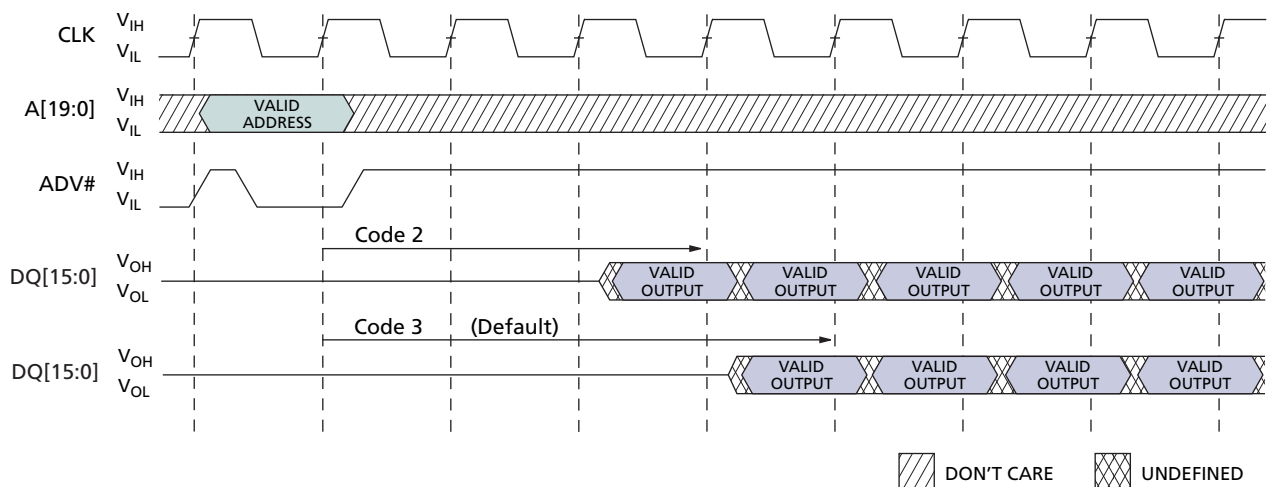 CLK
VIH
VIL
A[19:0]
VIH
VIL
VALID
ADDRESS
ADV#
VIH
VIL
Code 2
DQ[15:0]
VOH
VOL
VALID
OUTPUT
VALID
OUTPUT
VALID
OUTPUT
VALID
OUTPUT
VALID
OUTPUT
Code 3 (Default)
DQ[15:0]
VOH
VOL
VALID
OUTPUT
VALID
OUTPUT
VALID
OUTPUT
VALID
OUTPUT
DON'T CARE
UNDEFINED